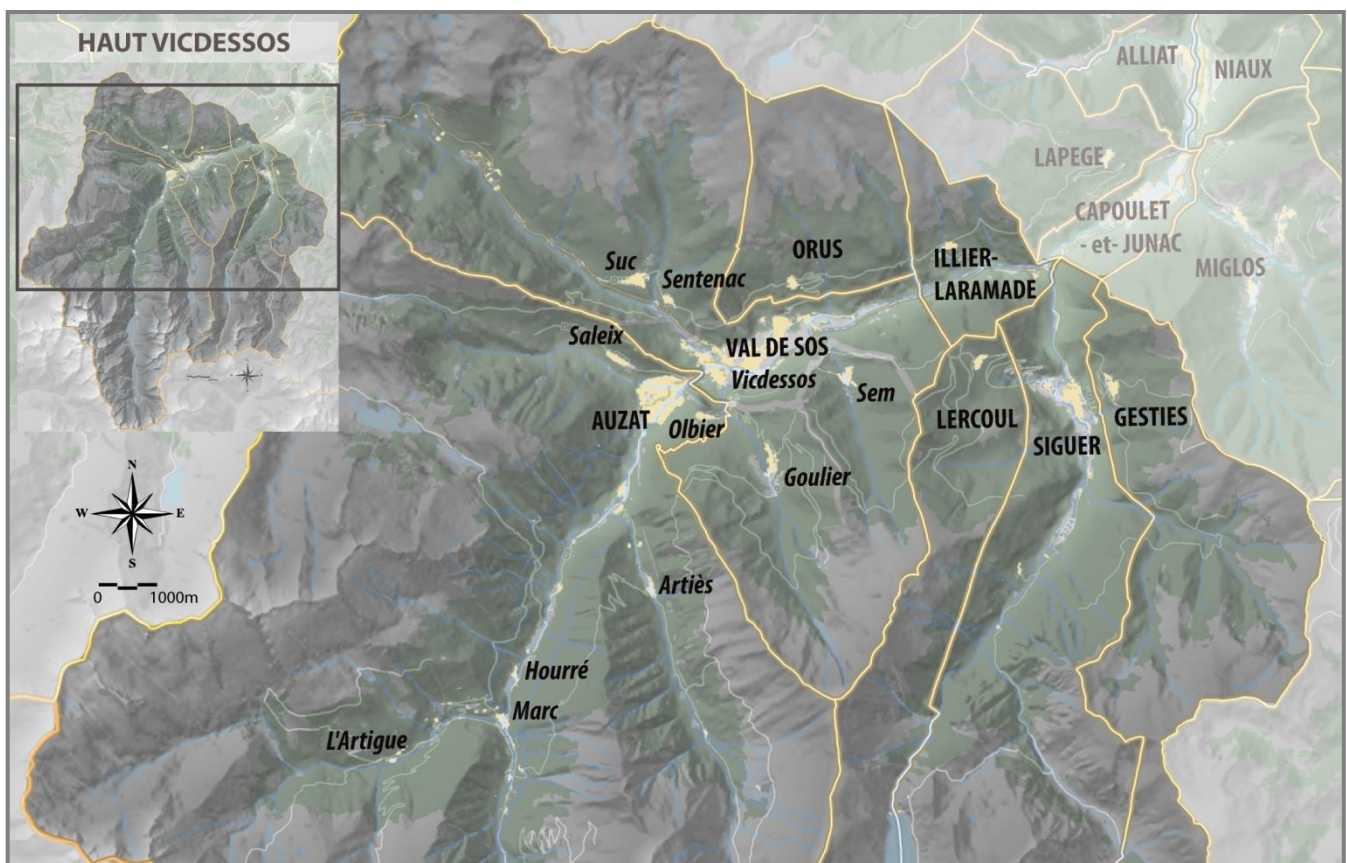 HAUT VICDESSOS
ALLIAT
NIAUX
LAPEGE
CAPOULET
- et- JUNAC
MIGLOS
ORUS
ILLIER-
LARAMADE
Suc
Sentenac
Saleix
VAL DE SOS
Vicdessos
Sem
AUZAT
Olbier
LERCOUL
GESTIES
SIGUER
Goulier
N
W
E
S
0 1000m
Artiès
Hourré
Marc
L'Artigue